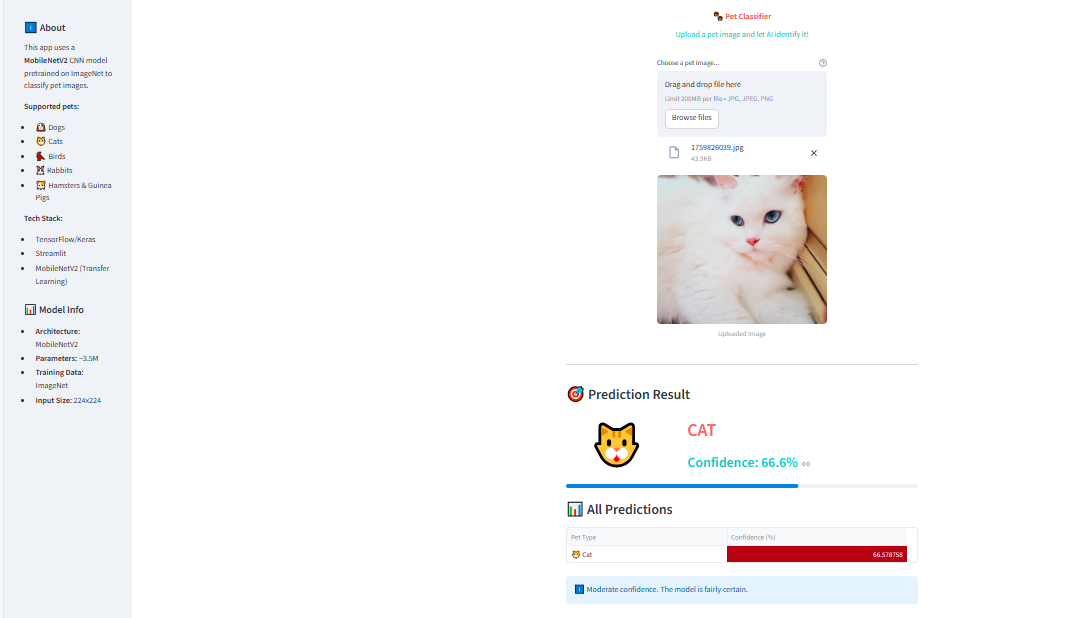 About
This app uses a
MobileNetV2 CNN model
pretrained on ImageNet to
classify pet images.
Supported pets:
Dogs
Cats
Birds
Rabbits
Hamsters & Guinea
Pigs
Tech Stack:
TensorFlow/Keras
Streamlit
MobileNetV2 (Transfer
Learning)
Model Info
Architecture:
MobileNetV2
Parameters: ~3.5M
Training Data:
ImageNet
Input Size: 224x224
Pet Classifier
Upload a pet image and let AI identify it!
Choose a pet image...
Drag and drop file here
Limit 200MB per file • JPG, JPEG, PNG
Browse files
1759826039.jpg
43.9KB
Uploaded Image
Prediction Result
CAT
Confidence: 66.6%
All Predictions
Pet Type Confidence (%)
Cat 66.578758
Moderate confidence. The model is fairly certain.